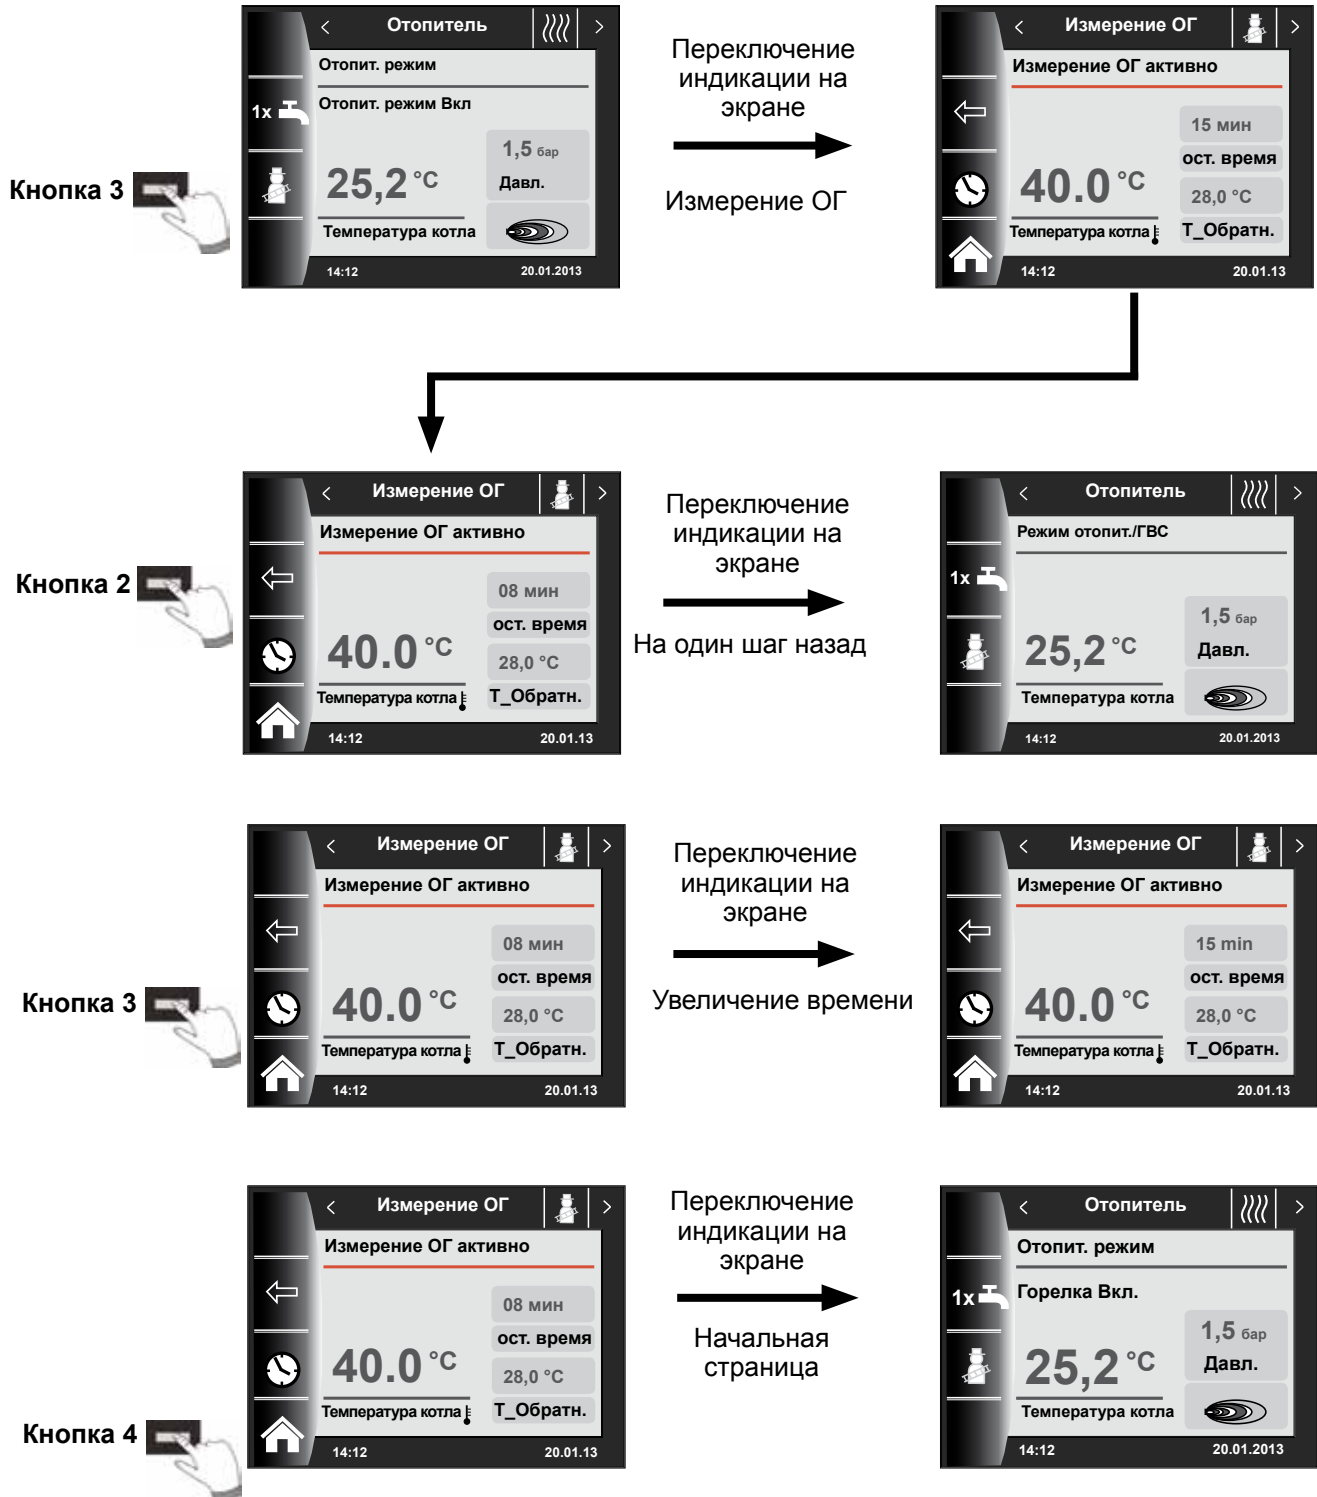 < Отопитель >
Отопит. режим
Отопит. режим Вкл
1x
1,5 бар
25,2 °C
Давл.
Температура котла
14:12 20.01.2013
Кнопка 3
Переключение
индикации на
экране
Измерение ОГ
< Измерение ОГ >
Измерение ОГ активно
15 мин
ост. время
40.0 °C
28,0 °C
Температура котла
Т_Обратн.
14:12 20.01.13
Кнопка 2
< Измерение ОГ >
Измерение ОГ активно
08 мин
ост. время
40.0 °C
28,0 °C
Температура котла
Т_Обратн.
14:12 20.01.13
Переключение
индикации на
экране
На один шаг назад
< Отопитель >
Режим отопит./ГВС
1x
1,5 бар
25,2 °C
Давл.
Температура котла
14:12 20.01.2013
Кнопка 3
< Измерение ОГ >
Измерение ОГ активно
08 мин
ост. время
40.0 °C
28,0 °C
Температура котла
Т_Обратн.
14:12 20.01.13
Переключение
индикации на
экране
Увеличение времени
< Измерение ОГ >
Измерение ОГ активно
15 min
ост. время
40.0 °C
28,0 °C
Температура котла
Т_Обратн.
14:12 20.01.13
Кнопка 4
< Измерение ОГ >
Измерение ОГ активно
08 мин
ост. время
40.0 °C
28,0 °C
Температура котла
Т_Обратн.
14:12 20.01.13
Переключение
индикации на
экране
Начальная
страница
< Отопитель >
Отопит. режим
Горелка Вкл.
1x
1,5 бар
25,2 °C
Давл.
Температура котла
14:12 20.01.2013